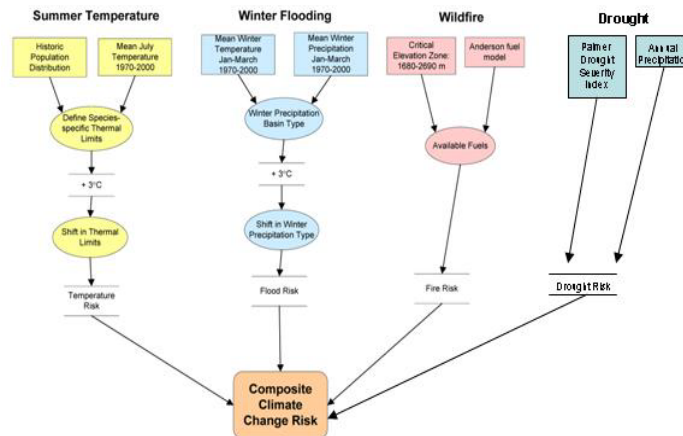 Summer Temperature
Winter Flooding
Wildfire
Drought
Historic
Population
Distribution
Mean July
Temperature
1970-2000
Mean Winter
Temperature
Jan-March
1970-2000
Mean Winter
Precipitation
Jan-March
1970-2000
Critical
Elevation Zone:
1680-2690 m
Anderson fuel
model
Palmer
Drought
Severity
Index
Annual
Precipitation
Define Species-
specific Thermal
Limits
Winter Precipitation
Basin Type
Available Fuels
+ 3°C
+ 3°C
Shift in Thermal
Limits
Shift in Winter
Precipitation Type
Temperature
Risk
Flood Risk
Fire Risk
Drought Risk
Composite
Climate
Change Risk